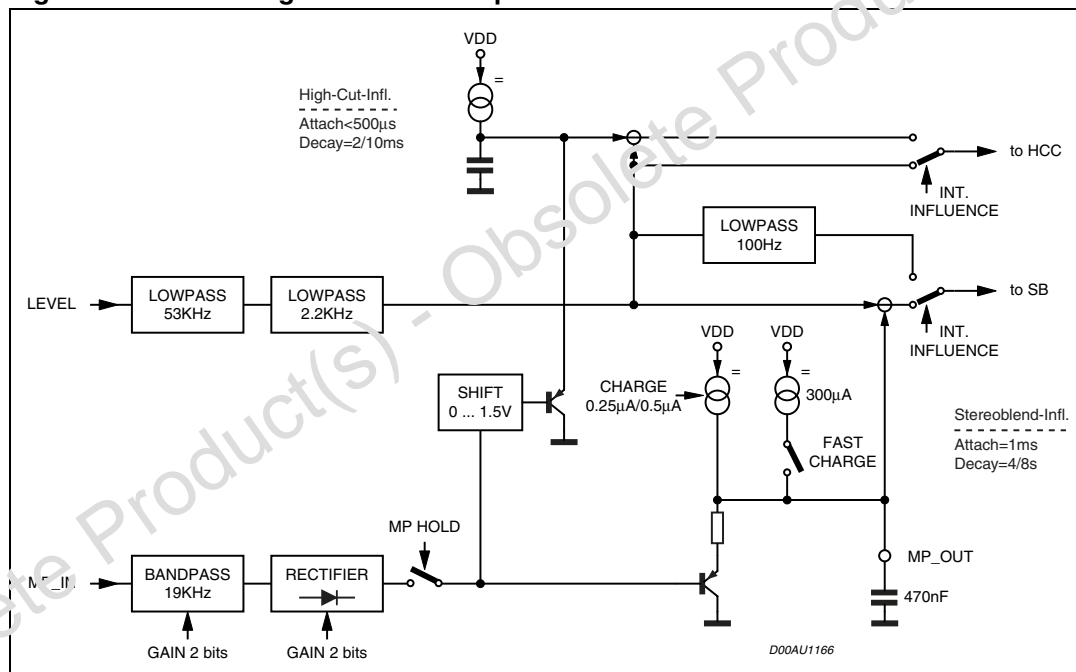 VDD
=
High-Cut-Infl.
Attach<500µs
Decay=2/10ms
to HCC
INT.
INFLUENCE
LOWPASS
100Hz
LEVEL
LOWPASS
53KHz
LOWPASS
2.2KHz
to SB
INT.
INFLUENCE
VDD
VDD
=
=
CHARGE
0.25µA/0.5µA
300µA
SHIFT
0 ... 1.5V
FAST
CHARGE
Stereoblend-Infl.
Attach=1ms
Decay=4/8s
MP HOLD
MP_IN
BANDPASS
19KHz
RECTIFIER
MP_OUT
470nF
GAIN 2 bits
GAIN 2 bits
D00AU1166
Product(s) - Obsolete Produc
ete Product(s)